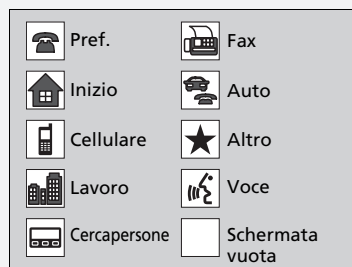 Pref.
Fax
Inizio
Auto
Cellulare
Altro
Lavoro
Voce
Cercapersone
Schermata
vuota